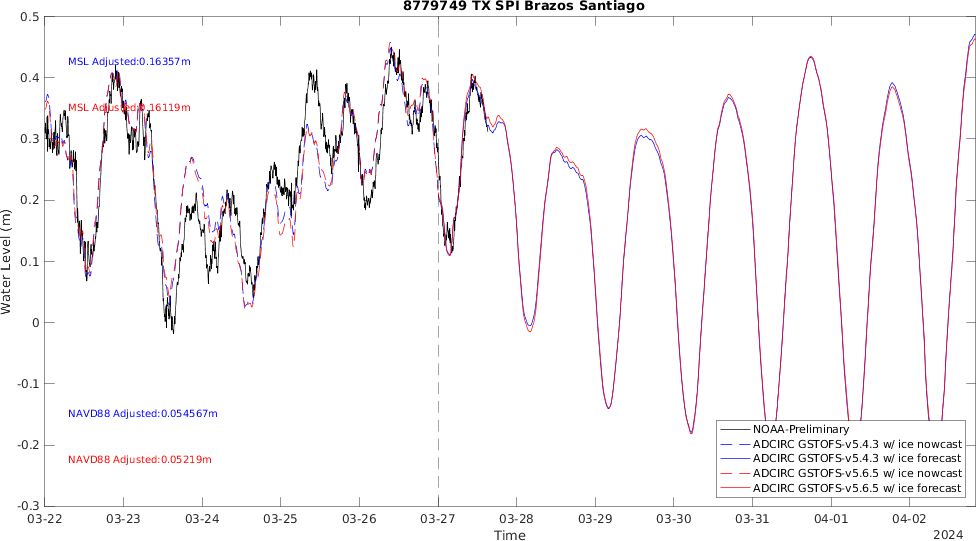 8779749 TX SPI Brazos Santiago
0.5
0.4
0.3
0.2
0.1
0
-0.1
-0.2
-0.3
Water Level (m)
MSL Adjusted:0.16357m
MSL Adjusted:0.16119m
NAVD88 Adjusted:0.054567m
NAVD88 Adjusted:0.05219m
NOAA-Preliminary
ADCIRC GSTOFS-v5.4.3 w/ ice nowcast
ADCIRC GSTOFS-v5.4.3 w/ ice forecast
ADCIRC GSTOFS-v5.6.5 w/ ice nowcast
ADCIRC GSTOFS-v5.6.5 w/ ice forecast
03-22 03-23 03-24 03-25 03-26 03-27 03-28 03-29 03-30 03-31 04-01 04-02
Time
2024